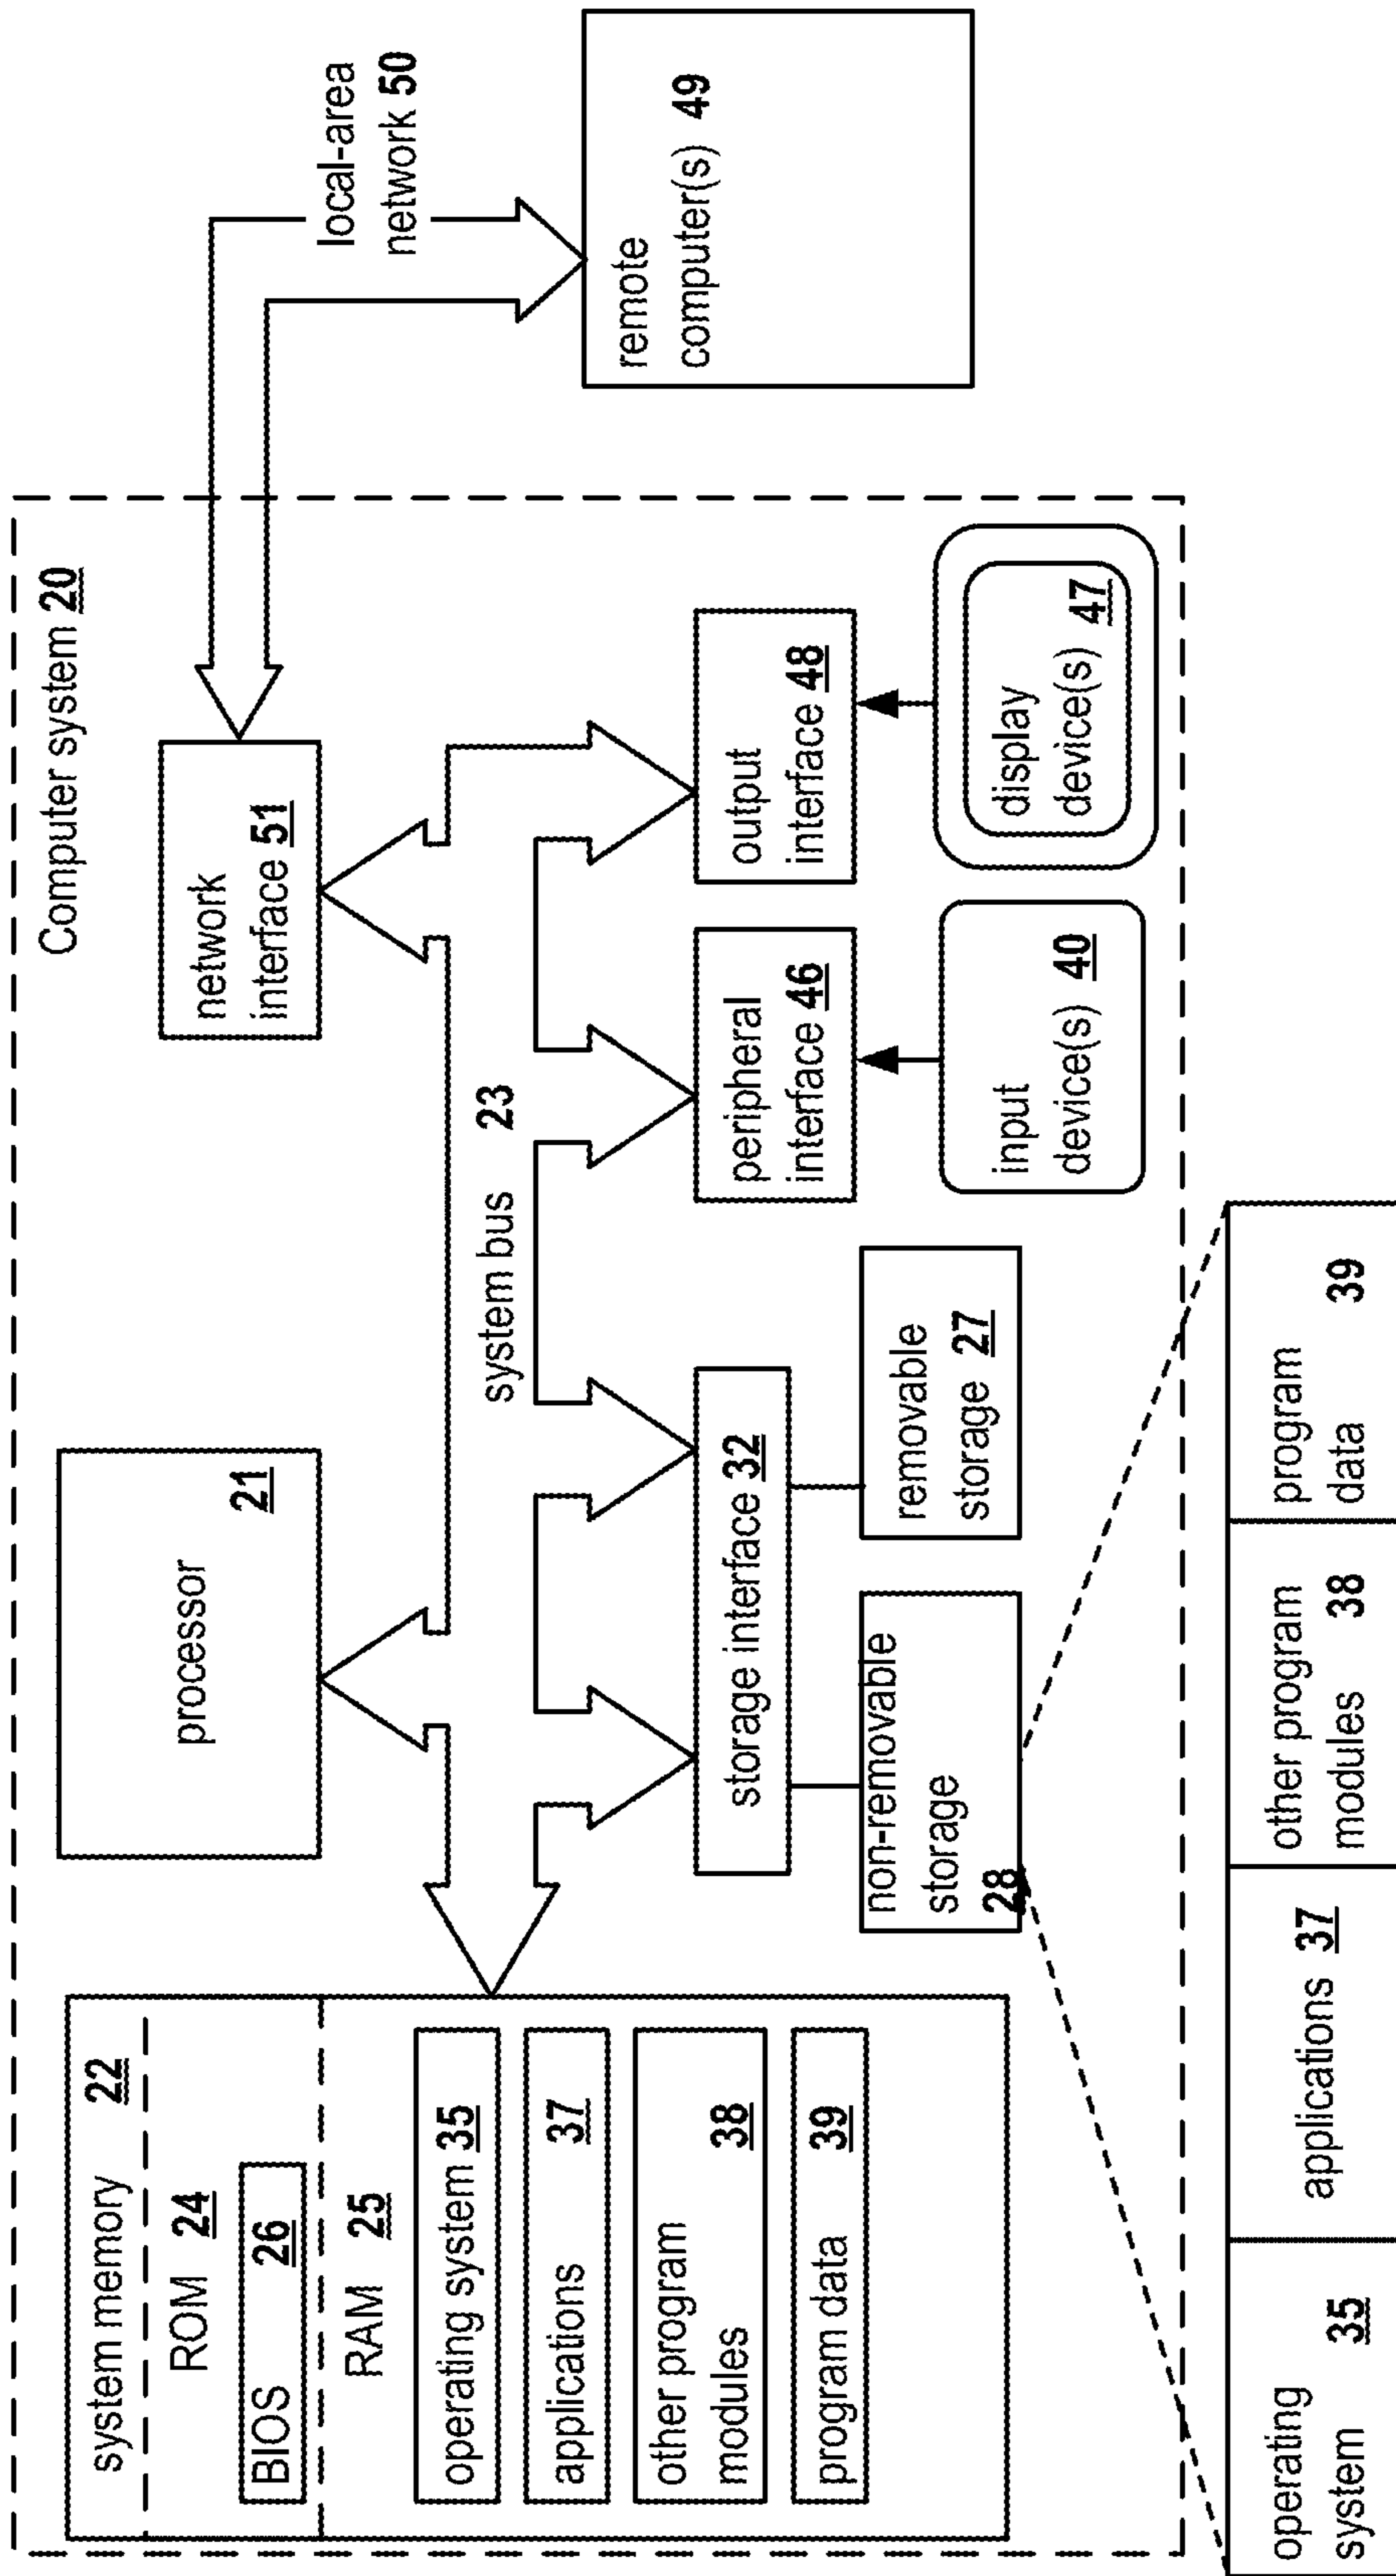 Computer system 20
system memory 22
ROM 24
BIOS 26
RAM 25
operating system 35
applications 37
other program
modules 38
program data 39
processor 21
network
interface 51
local-area
network 50
system bus 23
storage interface 32
non-removable
storage
28
removable
storage 27
peripheral
interface 46
output
interface 48
input
device(s) 40
display
device(s) 47
remote
computer(s) 49
operating
system 35
applications 37
other program
modules 38
program
data 39